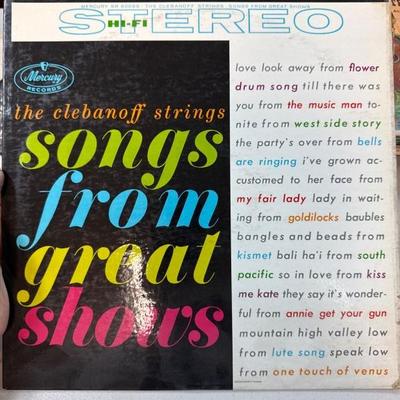 MERCURY SR 60065 · THE CLEBANOFF STRINGS · SONGS FROM GREAT SHOWS
STEREO
HI-FI
Mercury
RECORDS
the clebanoff strings
songs
from
great
shows
love look away from flower
drum song till there was
you from the music man to-
nite from west side story
the party's over from bells
are ringing i've grown ac-
customed to her face from
my fair lady lady in wait-
ing from goldilocks baubles
bangles and beads from
kismet bali ha'i from south
pacific so in love from kiss
me kate they say it's wonder-
ful from annie get your gun
mountain high valley low
from lute song speak low
from one touch of venus